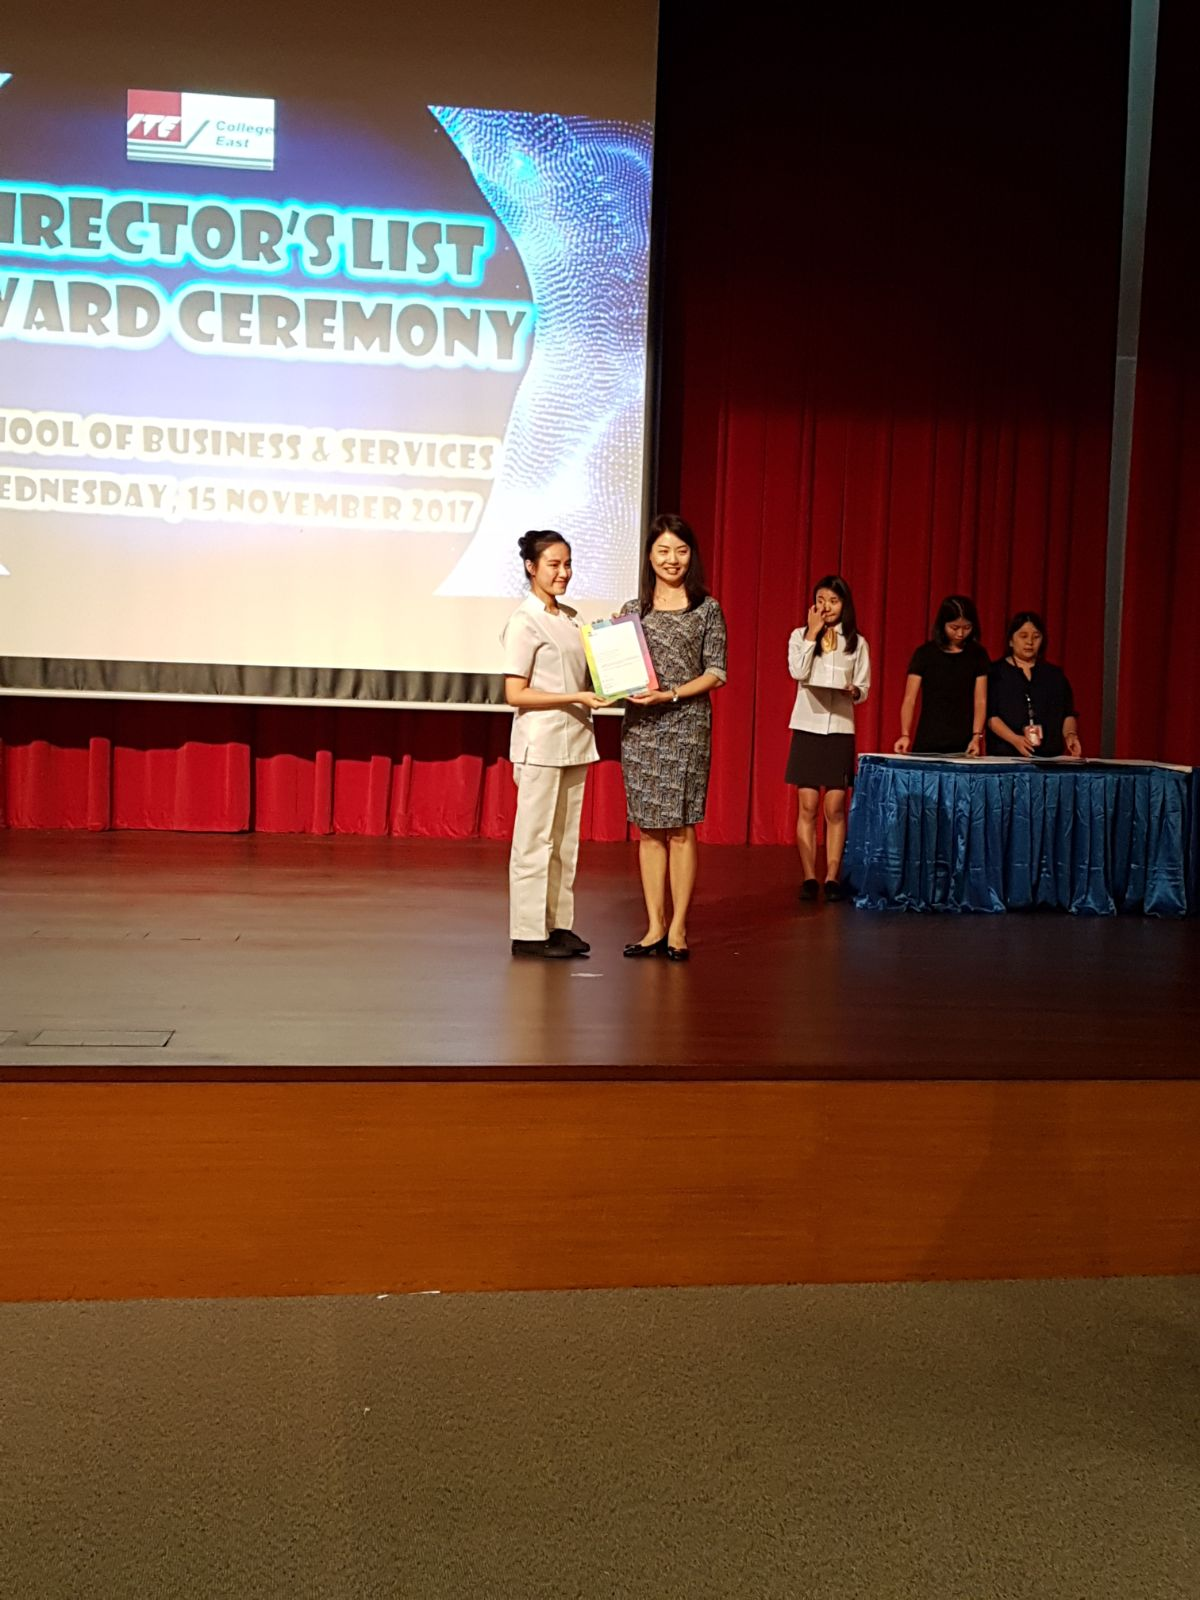 ITE College
East
IRECTOR'S LIST
WARD CEREMONY
HOOL OF BUSINESS & SERVICES
EDNESDAY, 15 NOVEMBER 2017